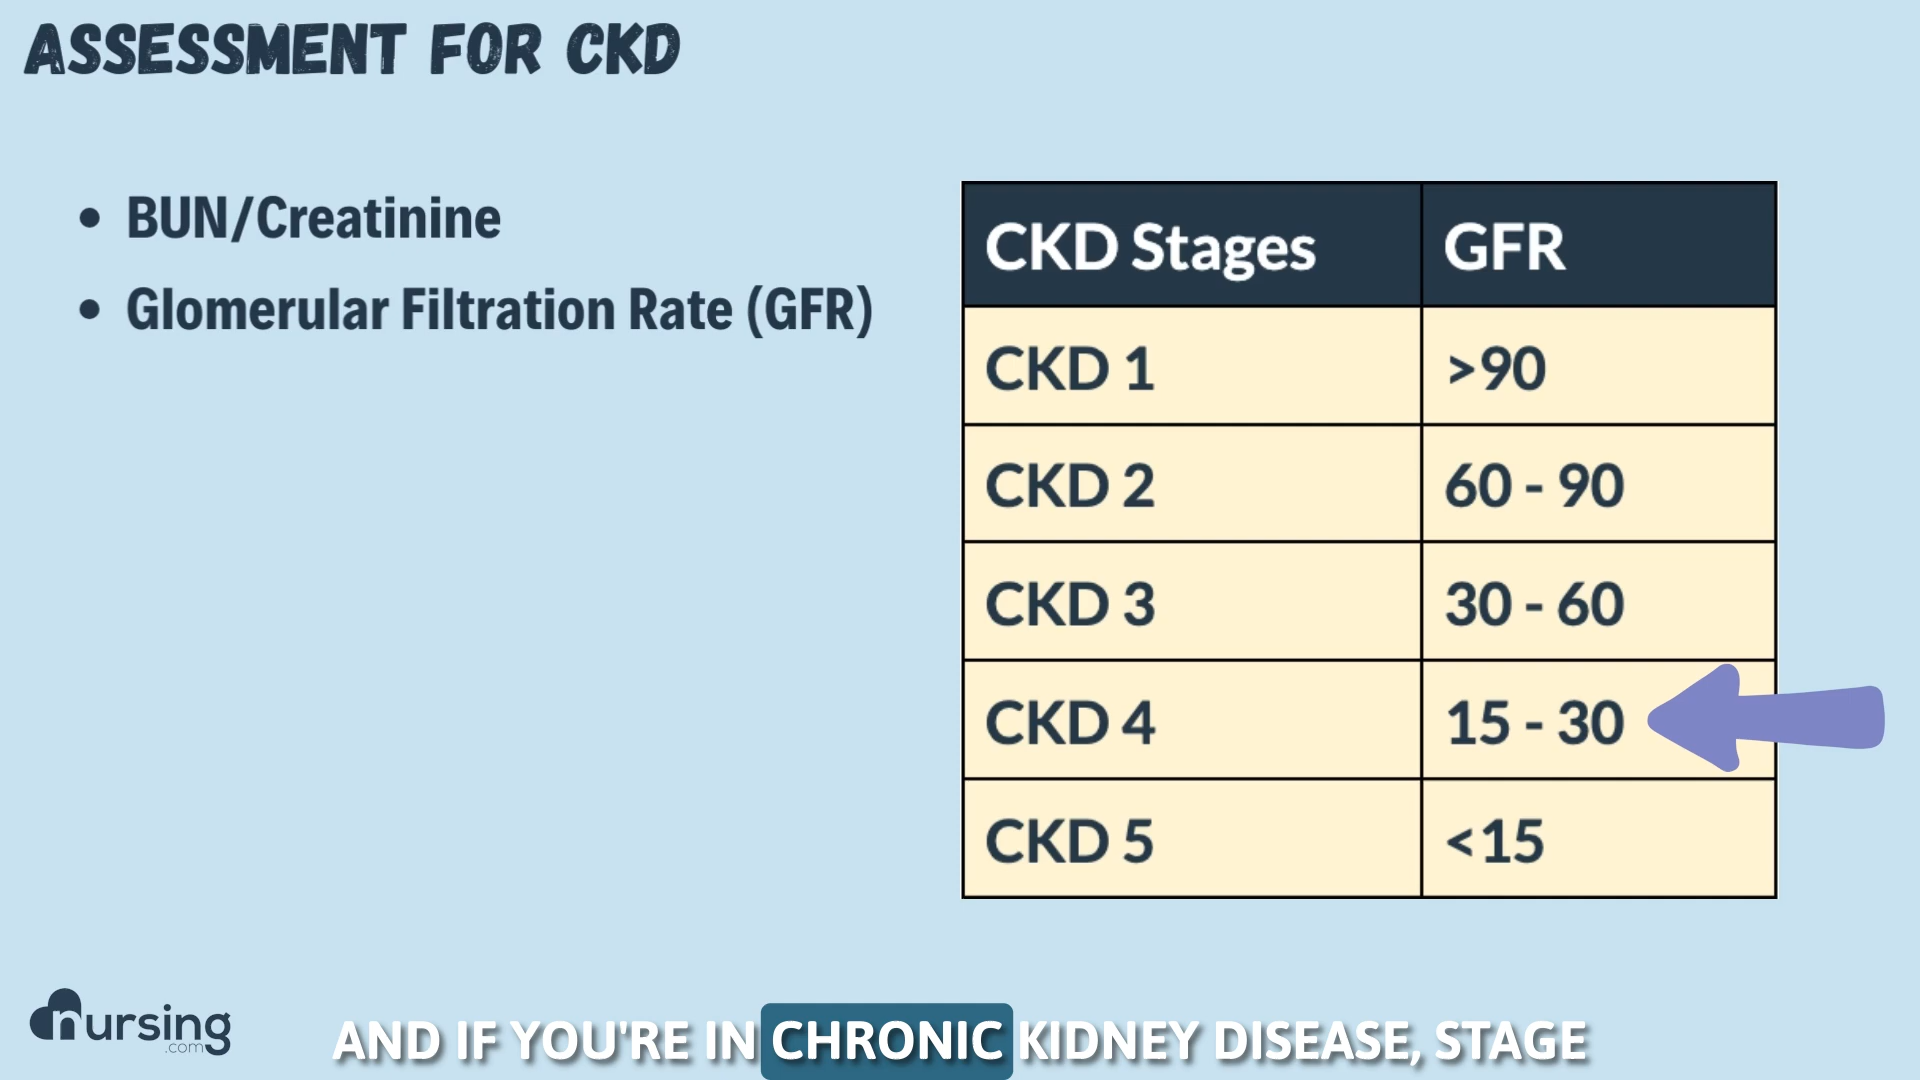 ASSESSMENT FOR CKD
• BUN/Creatinine
• Glomerular Filtration Rate (GFR)
CKD Stages GFR
CKD 1 >90
CKD 2 60 - 90
CKD 3 30 - 60
CKD 4 15 - 30
CKD 5 <15
nursing
.com
AND IF YOU'RE IN CHRONIC KIDNEY DISEASE, STAGE